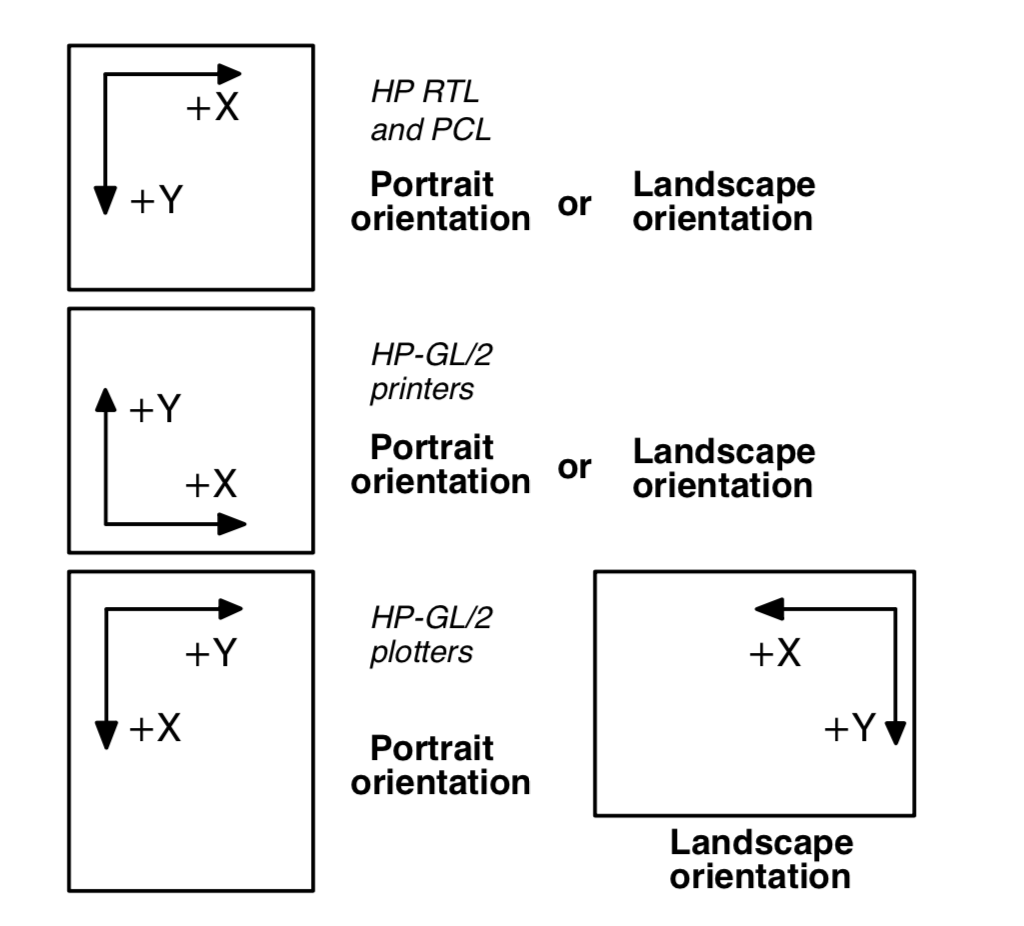 +X
+Y
HP RTL
and PCL
Portrait
orientation
or
Landscape
orientation
+Y
+X
HP-GL/2
printers
Portrait
orientation
or
Landscape
orientation
+Y
+X
HP-GL/2
plotters
Portrait
orientation
+X
+Y
Landscape
orientation